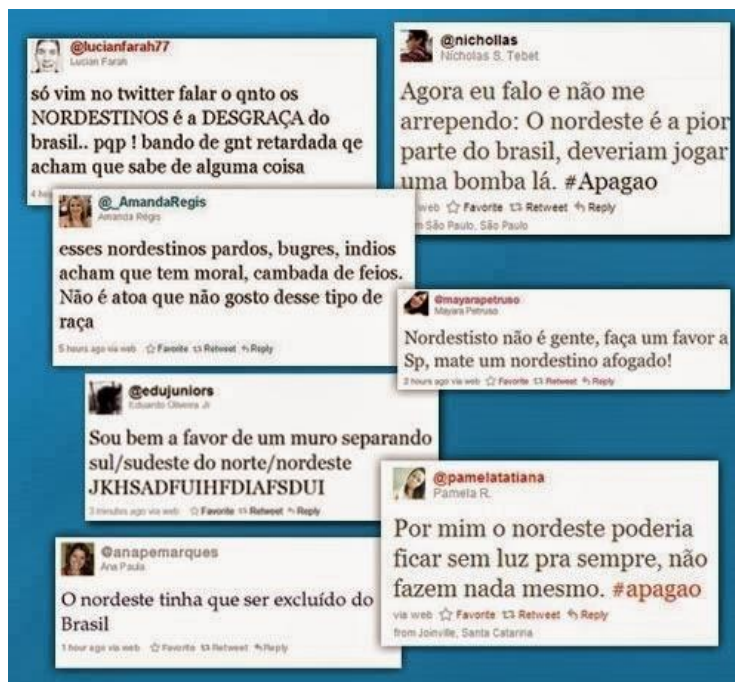 @lucianfarah77
Lucian Farah
só vim no twitter falar o qnto os
NORDESTINOS é a DESGRAÇA do
brasil.. pqp ! bando de gnt retardada qe
acham que sabe de alguma coisa
@nichollas
Nicholas S. Tebet
Agora eu falo e não me
arrependo: O nordeste é a pior
parte do brasil, deveriam jogar
uma bomba lá. #Apagao
web Favorite Retweet Reply
São Paulo, São Paulo
@_AmandaRegis
Amanda Régis
esses nordestinos pardos, bugres, indios
acham que tem moral, cambada de feios.
Não é atoa que não gosto desse tipo de
raça
5 hours ago via web Favorite Retweet Reply
@mayarapetruso
Mayara Petruso
Nordestisto não é gente, faça um favor a
Sp, mate um nordestino afogado!
2 hours ago via web Favorite Retweet Reply
@edujuniors
Eduardo Oliveira Jr
Sou bem a favor de um muro separando
sul/sudeste do norte/nordeste
JKHSADFUIHFDIAFSDUI
3 minutes ago via web Favorite Retweet Reply
@pamelatatiana
Pamela R.
Por mim o nordeste poderia
ficar sem luz pra sempre, não
fazem nada mesmo. #apagao
via web Favorite Retweet Reply
from Joinville, Santa Catarina
@anapemarques
Ana Paula
O nordeste tinha que ser excluído do
Brasil
1 hour ago via web Favorite Retweet Reply